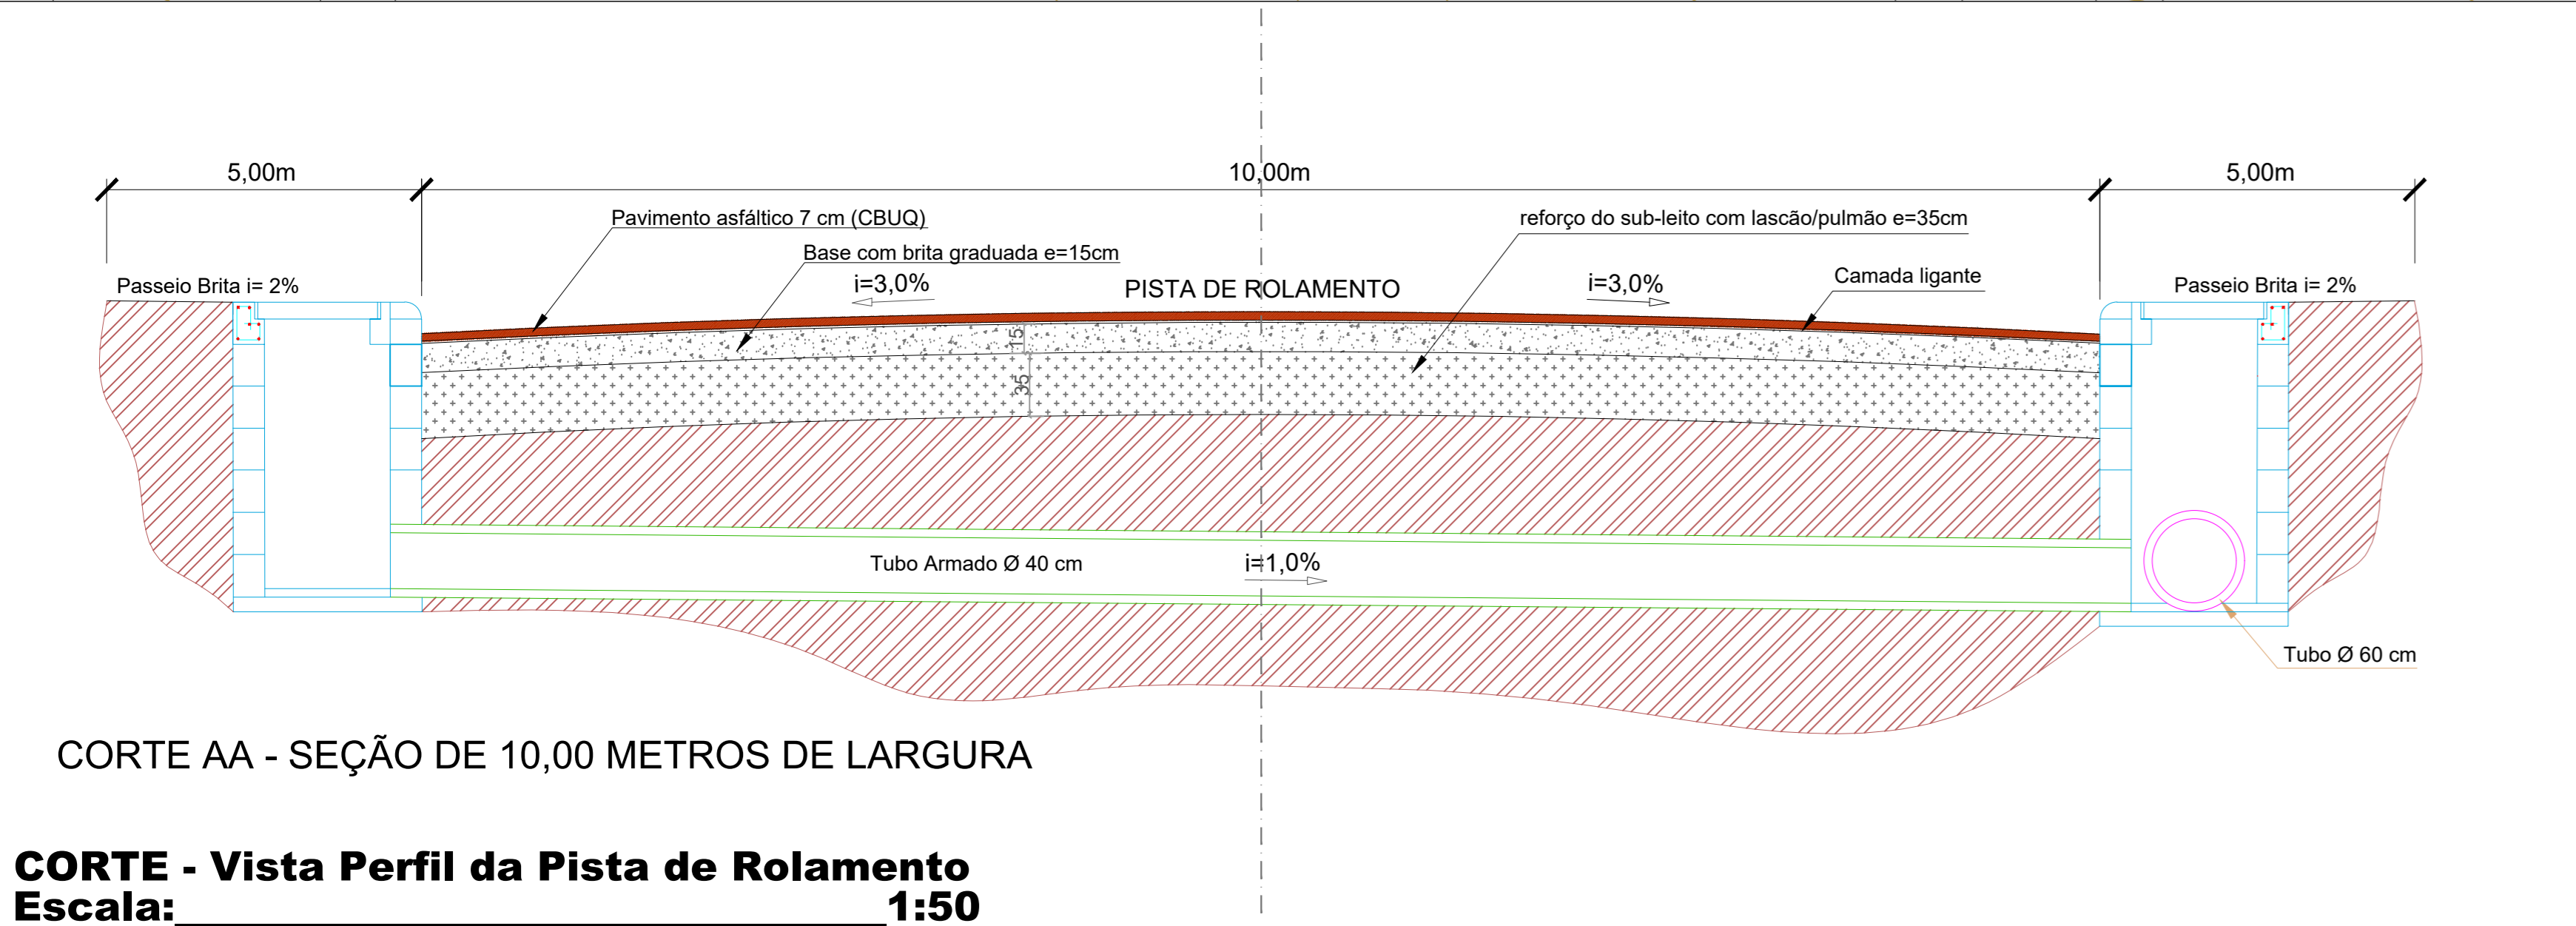 5,00m
10,00m
5,00m
Pavimento asfáltico 7 cm (CBUQ)
reforço do sub-leito com lascão/pulmão e=35cm
Base com brita graduada e=15cm
Passeio Brita i= 2%
i=3,0%
PISTA DE ROLAMENTO
i=3,0%
Camada ligante
Passeio Brita i= 2%
15
35
Tubo Armado Ø 40 cm
i=1,0%
Tubo Ø 60 cm
CORTE AA - SEÇÃO DE 10,00 METROS DE LARGURA
CORTE - Vista Perfil da Pista de Rolamento
Escala:1:50